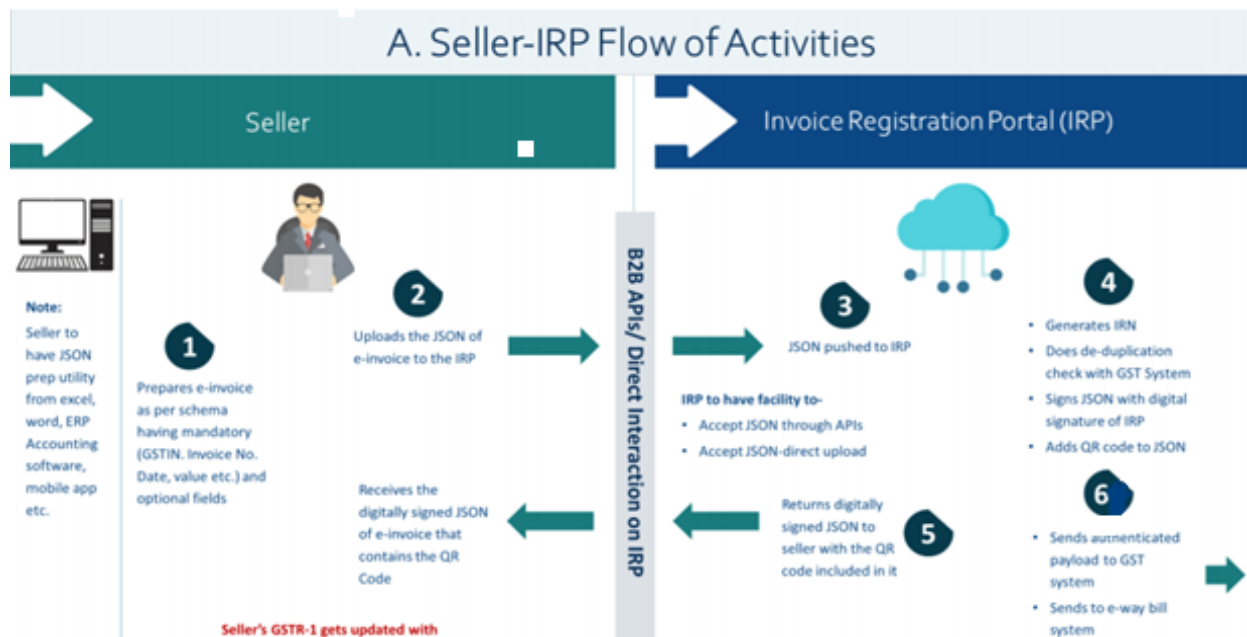 A. Seller-IRP Flow of Activities
Seller
Invoice Registration Portal (IRP)
Note:
Seller to
have JSON
prep utility
from excel,
word, ERP
Accounting
software,
mobile app
etc.
1
Prepares e-invoice
as per schema
having mandatory
(GSTIN. Invoice No.
Date, value etc.) and
optional fields
2
Uploads the JSON of
e-invoice to the IRP
Receives the
digitally signed JSON
of e-invoice that
contains the QR
Code
Seller's GSTR-1 gets updated with
B2B APIs/ Direct Interaction on IRP
3
JSON pushed to IRP
IRP to have facility to-
• Accept JSON through APIs
• Accept JSON-direct upload
4
• Generates IRN
• Does de-duplication
check with GST System
• Signs JSON with digital
signature of IRP
• Adds QR code to JSON
5
Returns digitally
signed JSON to
seller with the QR
code included in it
6
• Sends authenticated
payload to GST
system
• Sends to e-way bill
system